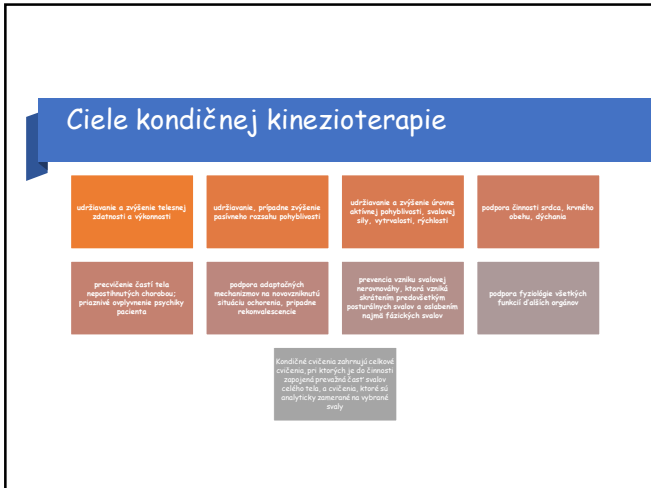 Ciele kondičnej kinezioterapie
udržiavanie a zvýšenie telesnej
zdatnosti a výkonnosti
udržiavanie, prípadne zvýšenie
pasívneho rozsahu pohyblivosti
udržiavanie a zvýšenie úrovne
aktívnej pohyblivosti, svalovej
sily, vytrvalosti, rýchlosti
podpora činnosti srdca, krvného
obehu, dýchania
precvičenie častí tela
nepostihnutých chorobou;
priaznivé ovplyvnenie psychiky
pacienta
podpora adaptačných
mechanizmov na novovzniknutú
situáciu ochorenia, prípadne
rekonvalescencie
prevencia vzniku svalovej
nerovnováhy, ktorá vzniká
skrátením predovšetkým
posturálnych svalov a oslabením
najmä fázických svalov
podpora fyziológie všetkých
funkcií ďalších orgánov
Kondičné cvičenia zahrnujú celkové
cvičenia, pri ktorých je do činnosti
zapojená prevažná časť svalov
celého tela, a cvičenia, ktoré sú
analyticky zamerané na vybrané
svaly